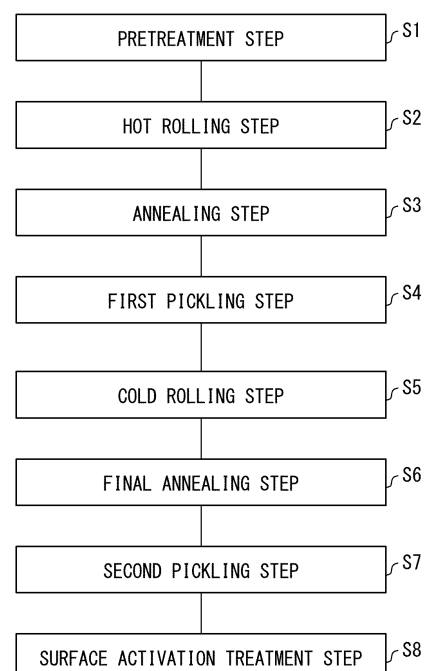 PRETREATMENT STEP S1
HOT ROLLING STEP S2
ANNEALING STEP S3
FIRST PICKLING STEP S4
COLD ROLLING STEP S5
FINAL ANNEALING STEP S6
SECOND PICKLING STEP S7
SURFACE ACTIVATION TREATMENT STEP S8